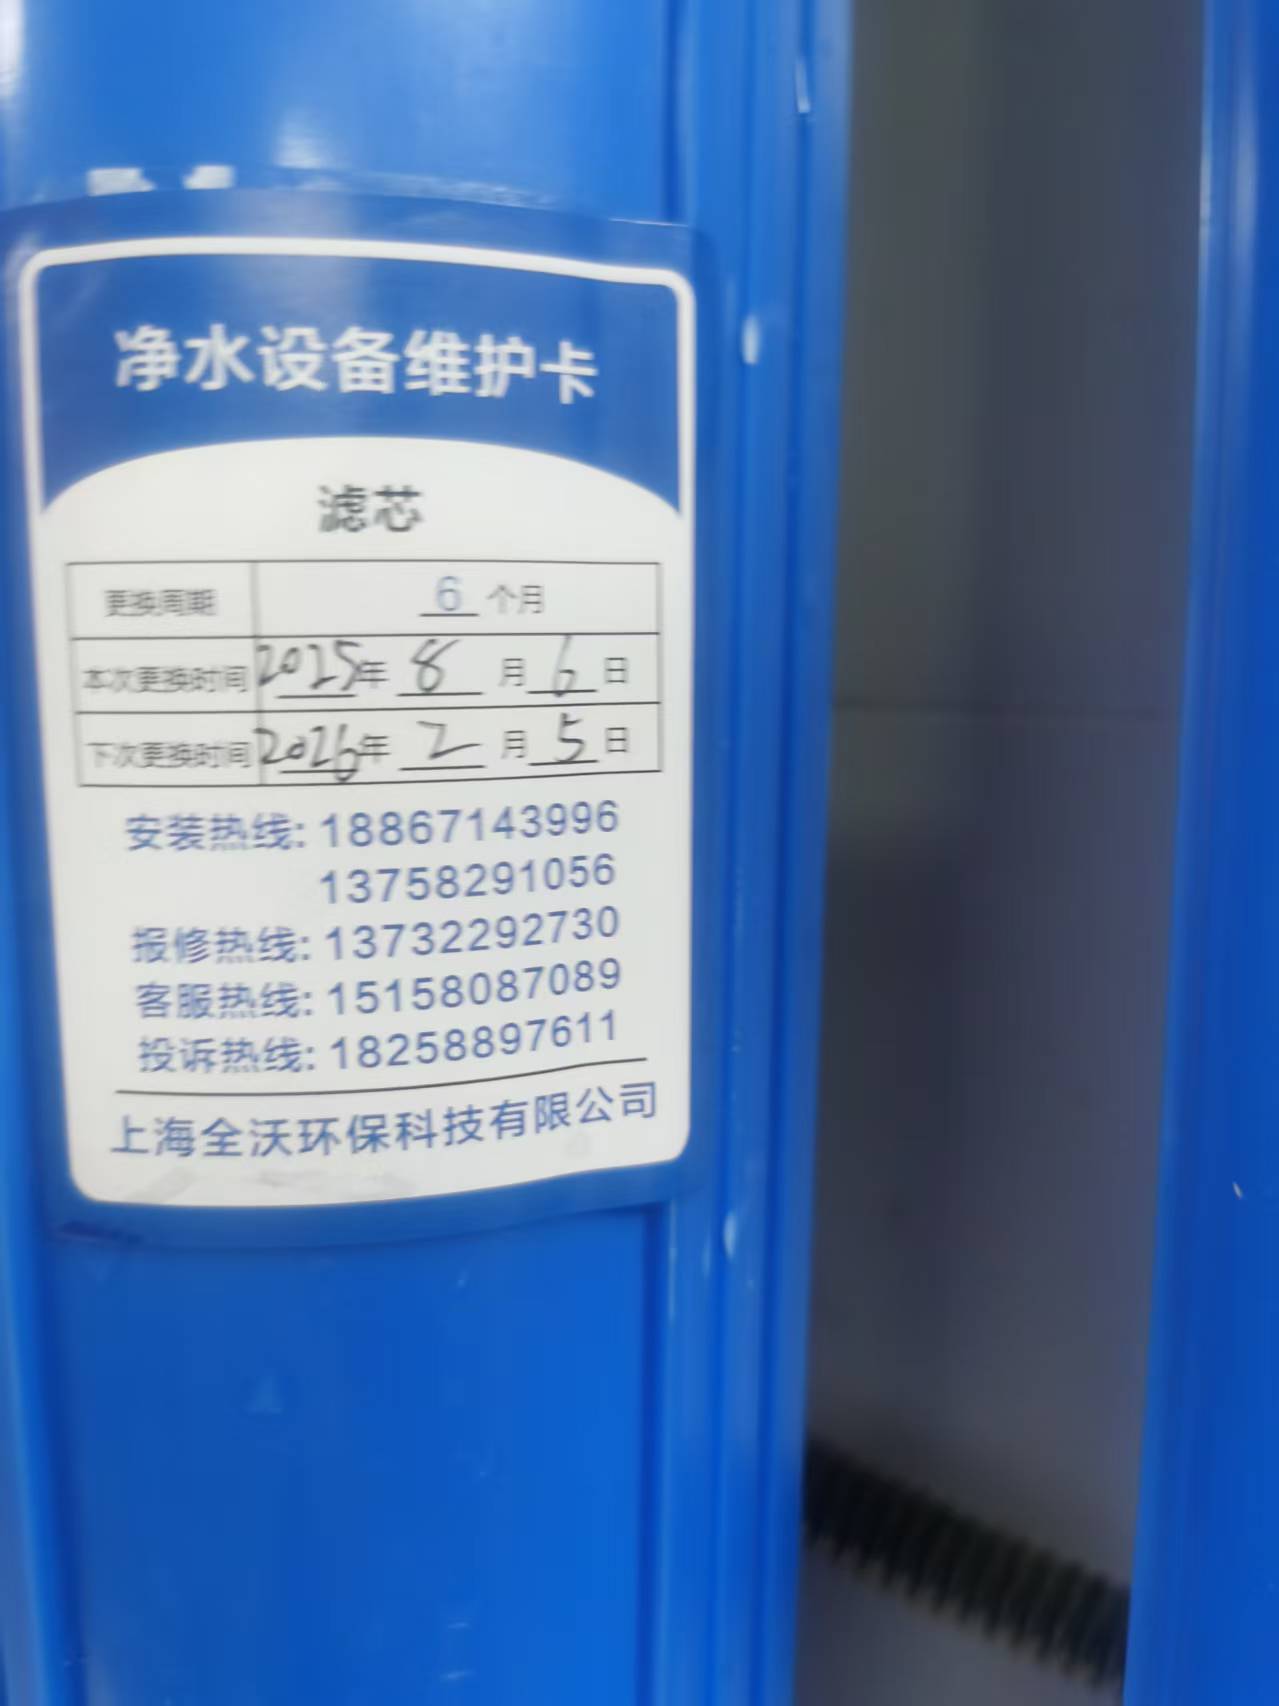 净水设备维护卡
滤芯
更换周期 6 个月
本次更换时间 2025年 8 月 6 日
下次更换时间 2026年 2 月 5 日
安装热线: 18867143996
13758291056
报修热线: 13732292730
客服热线: 15158087089
投诉热线: 18258897611
上海全沃环保科技有限公司